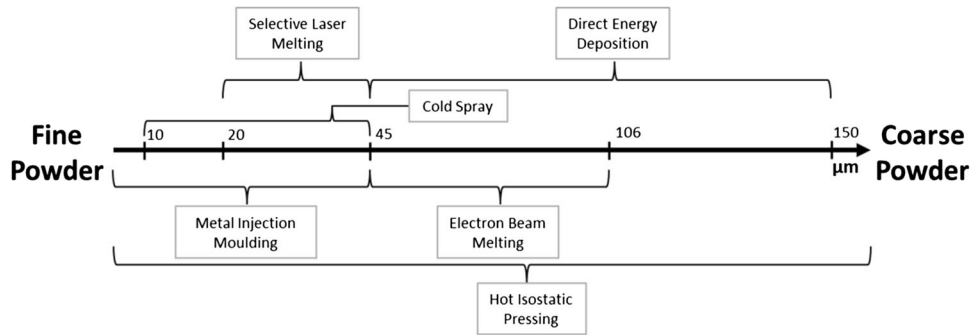 Selective Laser
Melting
Direct Energy
Deposition
Cold Spray
Fine
Powder
10
20
45
106
150
µm
Coarse
Powder
Metal Injection
Moulding
Electron Beam
Melting
Hot Isostatic
Pressing